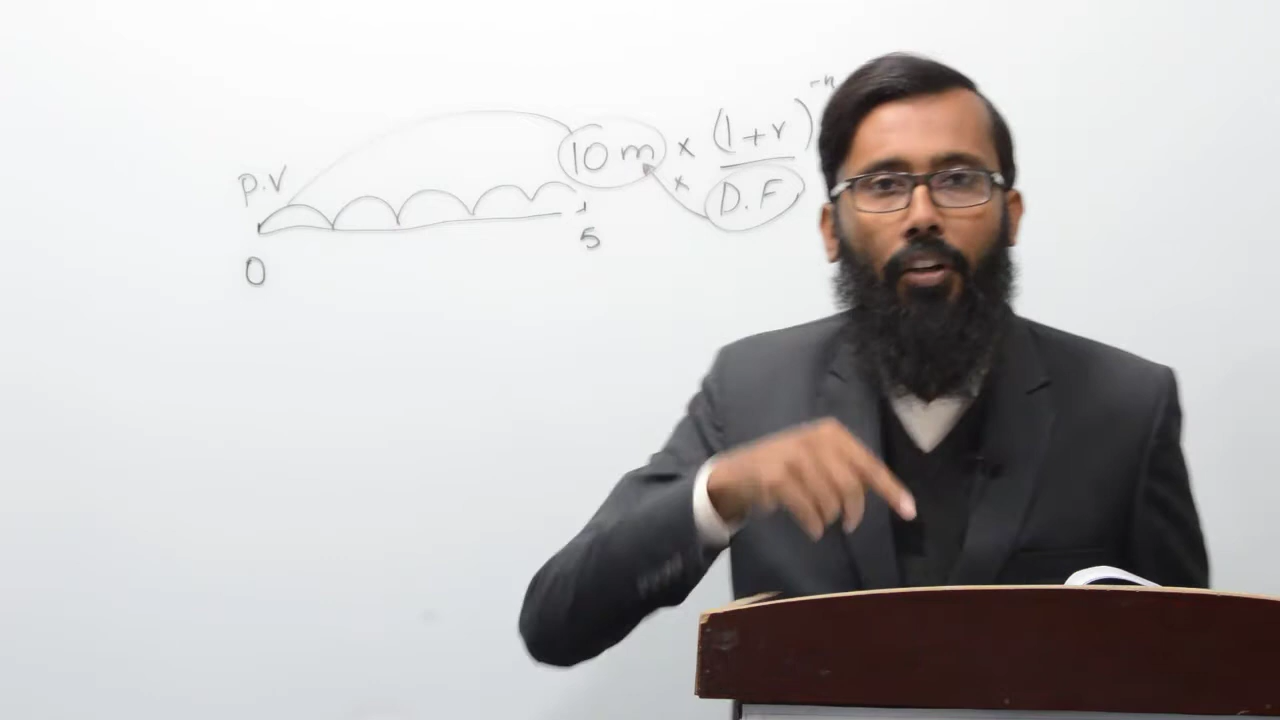 10 m × (1+r)⁻ⁿ
P.V × D.F
0 5